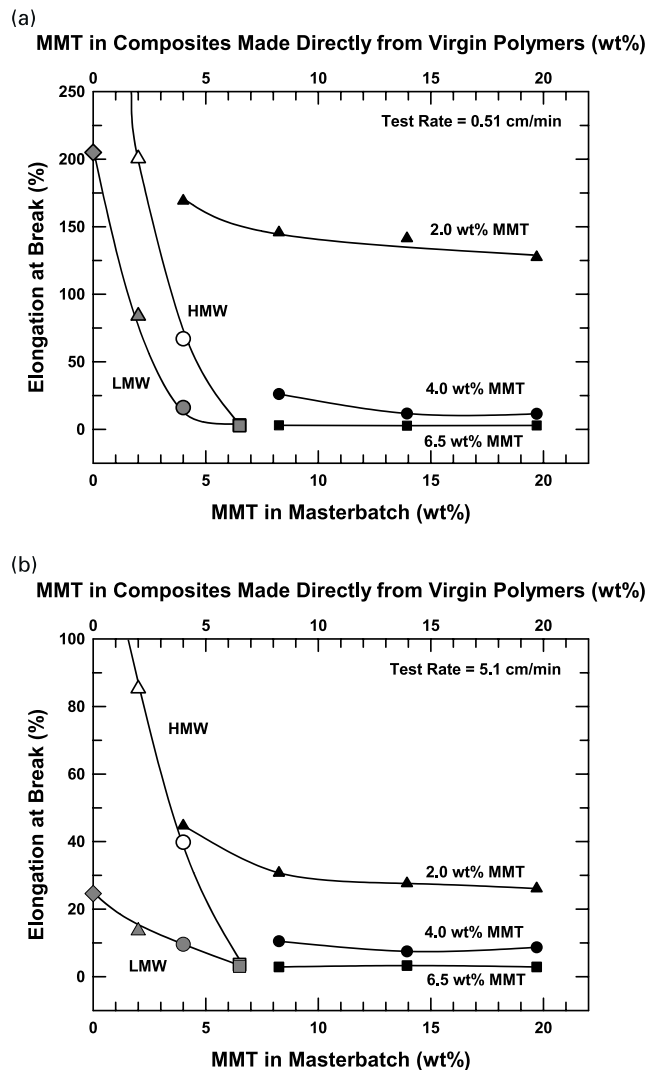 (a)
MMT in Composites Made Directly from Virgin Polymers (wt%)
0 5 10 15 20
250
Test Rate = 0.51 cm/min
200
150
2.0 wt% MMT
100
HMW
50
LMW
4.0 wt% MMT
0
6.5 wt% MMT
Elongation at Break (%)
0 5 10 15 20
MMT in Masterbatch (wt%)
(b)
MMT in Composites Made Directly from Virgin Polymers (wt%)
0 5 10 15 20
100
Test Rate = 5.1 cm/min
80
HMW
60
40
2.0 wt% MMT
20
4.0 wt% MMT
LMW
0
6.5 wt% MMT
Elongation at Break (%)
0 5 10 15 20
MMT in Masterbatch (wt%)